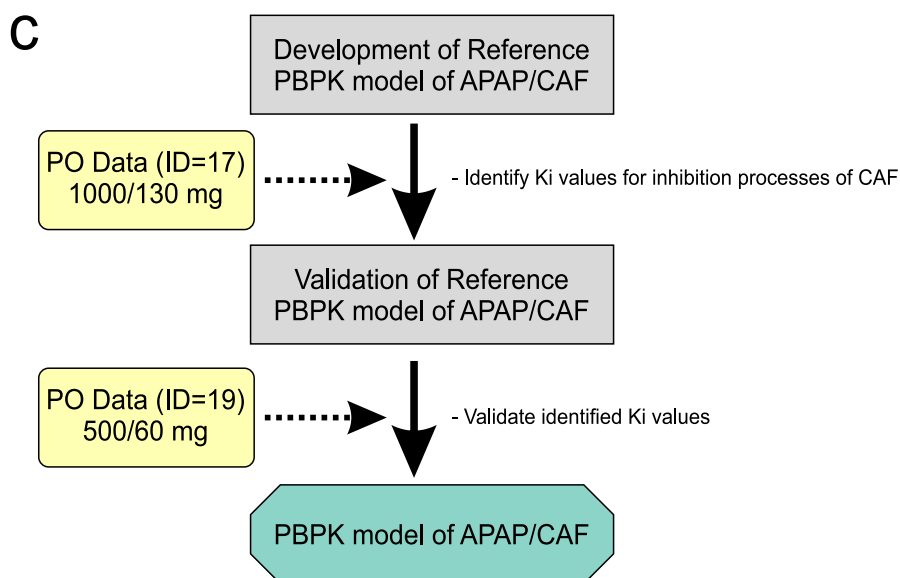 C
Development of Reference
PBPK model of APAP/CAF
PO Data (ID=17)
1000/130 mg
- Identify Ki values for inhibition processes of CAF
Validation of Reference
PBPK model of APAP/CAF
PO Data (ID=19)
500/60 mg
- Validate identified Ki values
PBPK model of APAP/CAF